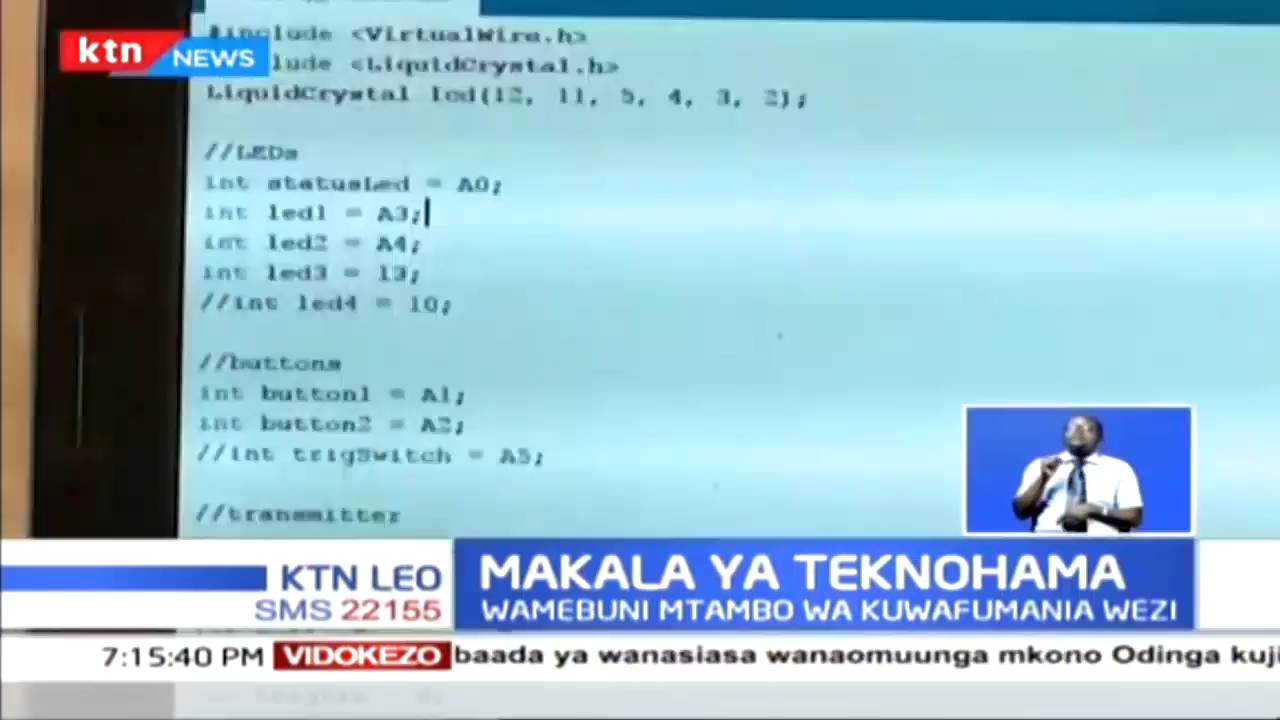 #include <VirtualWire.h>
ktn NEWS
lude <LiquidCrystal.h>
LiquidCrystal lcd(12, 11, 5, 4, 3, 2);
//LEDs
int statusLed = A0;
int led1 = A3;
int led2 = A4;
int led3 = 13;
//int led4 = 10;
//buttons
int button1 = A1;
int button2 = A2;
//int trigSwitch = A5;
//transmitter
KTN LEO
SMS 22155
MAKALA YA TEKNOHAMA
WAMEBUNI MTAMBO WA KUWAFUMANIA WEZI
7:15:40 PM VIDOKEZO baada ya wanasiasa wanaomuunga mkono Odinga kuji